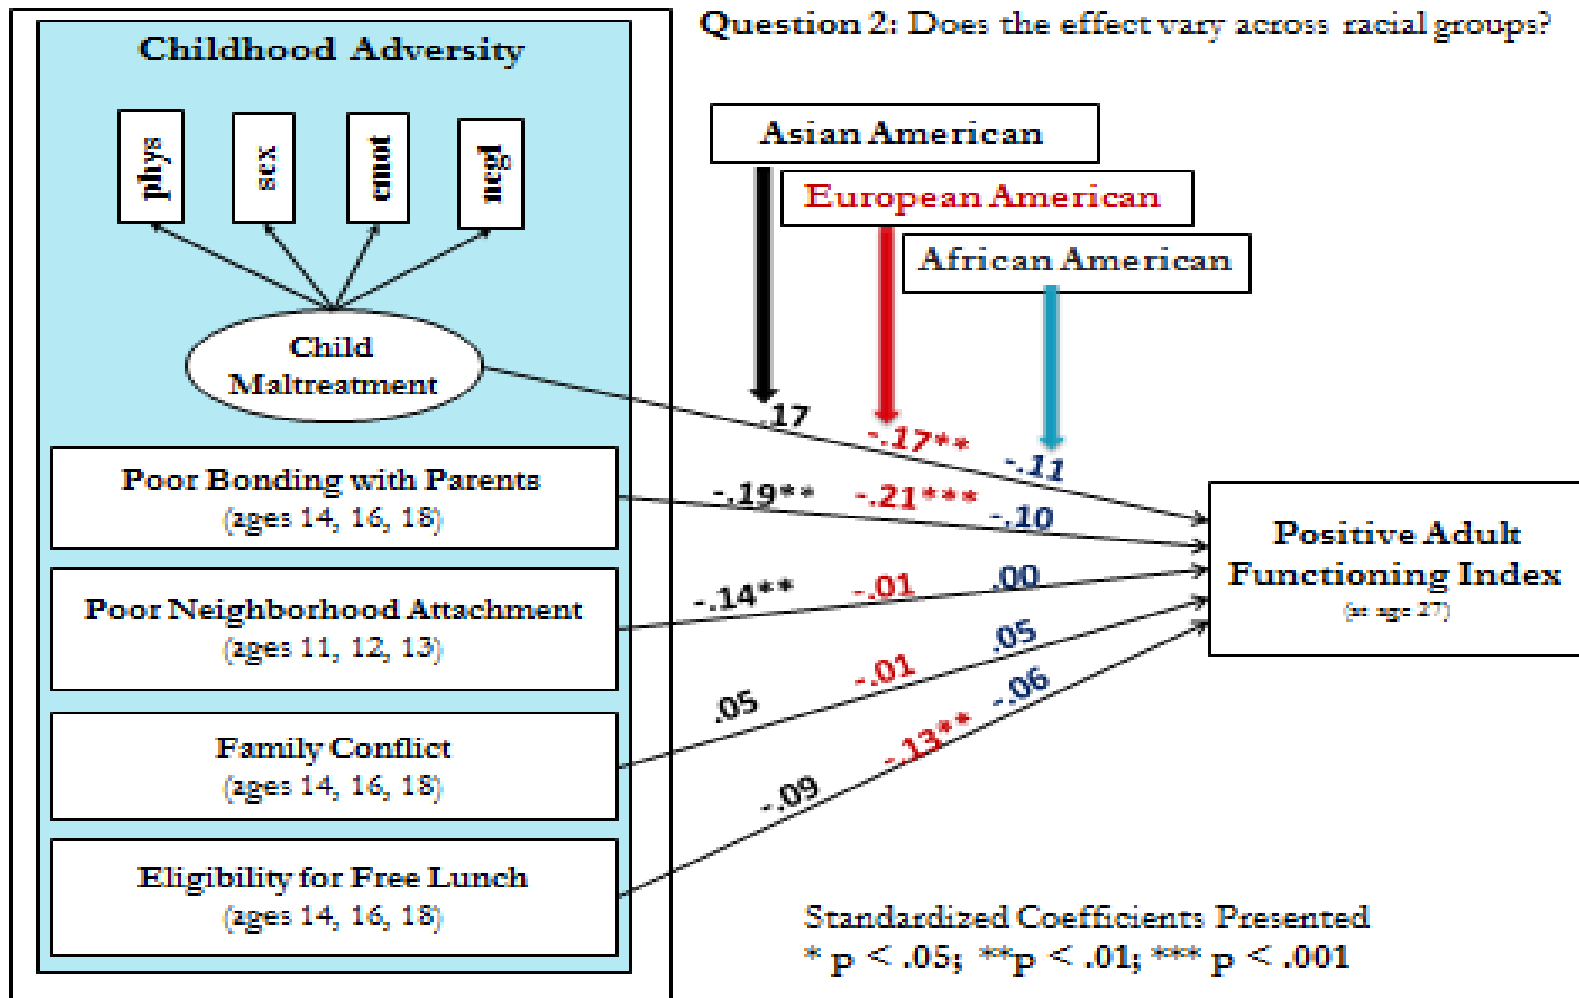 Question 2: Does the effect vary across racial groups?
Childhood Adversity
phys
sex
emot
negl
Child
Maltreatment
Asian American
European American
African American
.17 -.17** -.11
Poor Bonding with Parents
(ages 14, 16, 18)
-.19** -.21*** -.10
Poor Neighborhood Attachment
(ages 11, 12, 13)
-.14** -.01 .00
Family Conflict
(ages 14, 16, 18)
.05 -.01 .05
Eligibility for Free Lunch
(ages 14, 16, 18)
-.09 -.13** -.06
Positive Adult
Functioning Index
(at age 27)
Standardized Coefficients Presented
* p < .05; **p < .01; *** p < .001